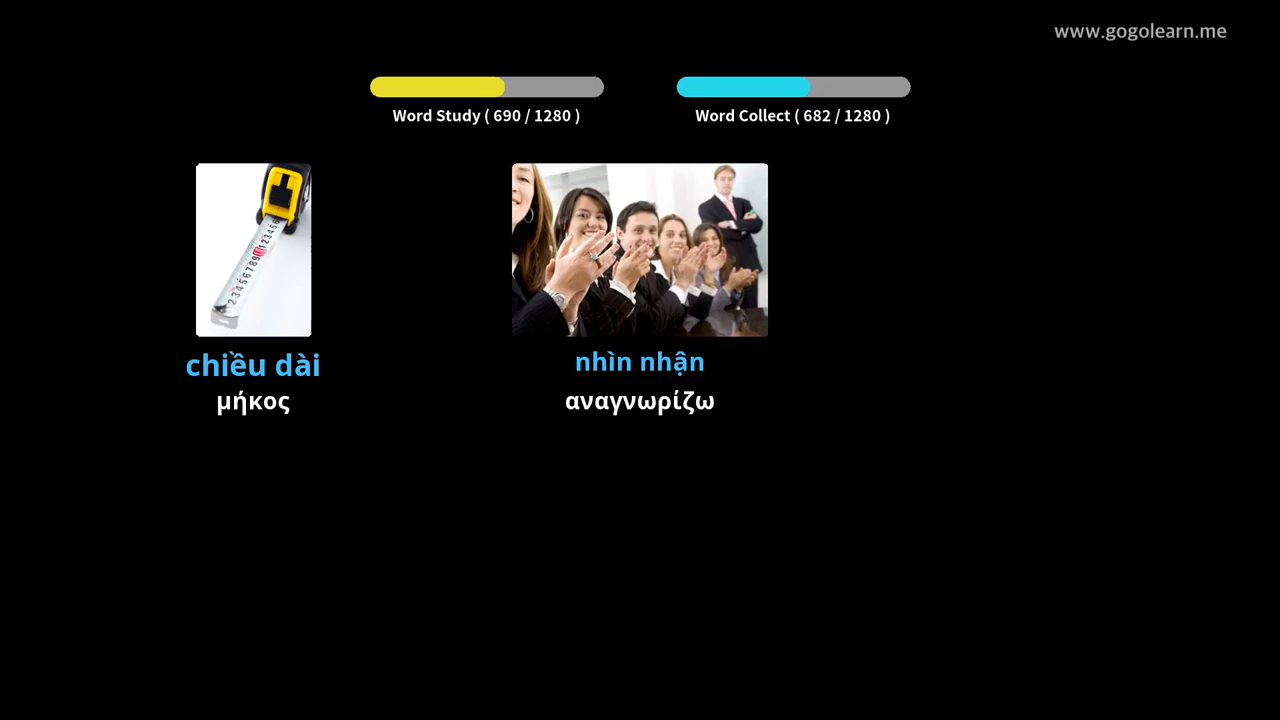 www.gogolearn.me
Word Study ( 690 / 1280 )
Word Collect ( 682 / 1280 )
chiều dài
μήκος
nhìn nhận
αναγνωρίζω